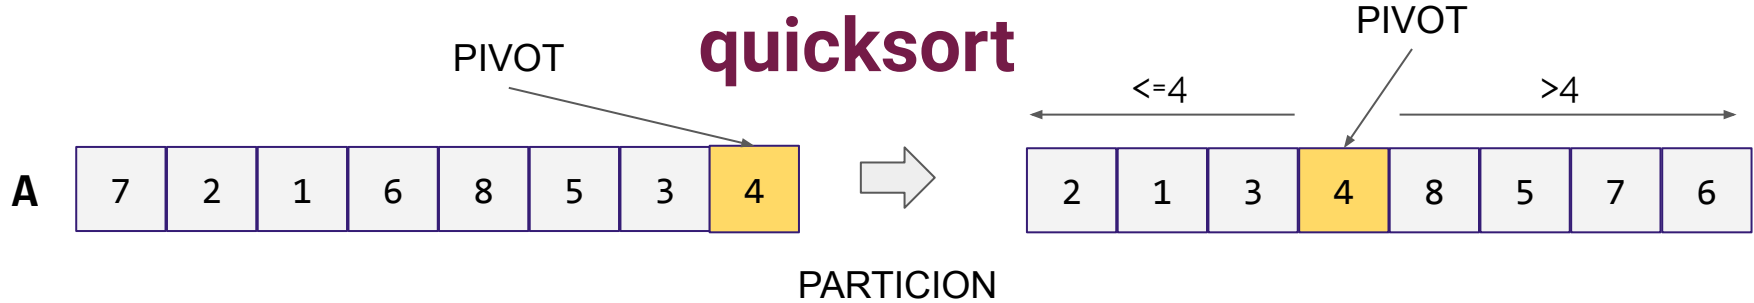 quicksort
PIVOT
PIVOT
<=4
>4
A 7 2 1 6 8 5 3 4
2 1 3 4 8 5 7 6
PARTICION